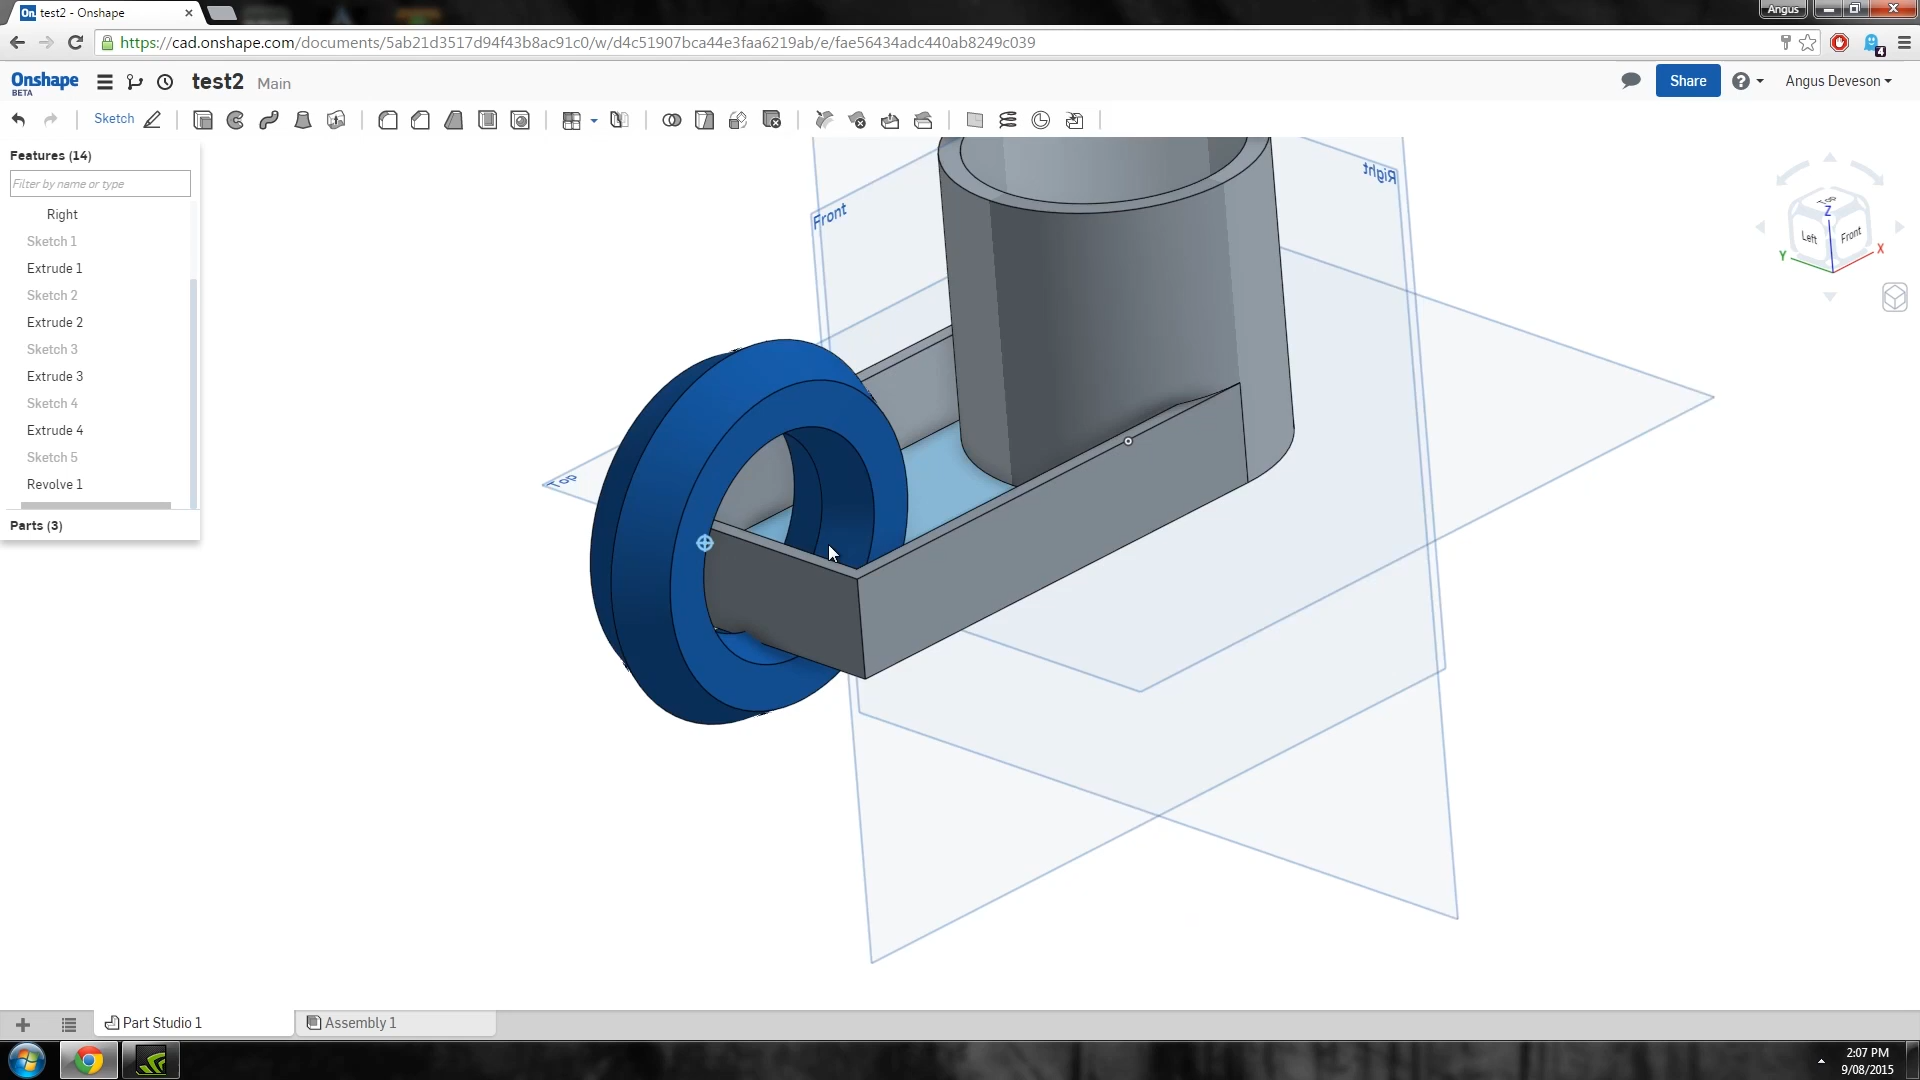 test2 - Onshape
Angus
https://cad.onshape.com/documents/5ab21d3517d94f43b8ac91c0/w/d4c51907bca44e3faa6219ab/e/fae56434adc440ab8249c039
4
Onshape
BETA
test2 Main
Share
Angus Deveson
Sketch
Features (14)
Filter by name or type
Right
Sketch 1
Extrude 1
Sketch 2
Extrude 2
Sketch 3
Extrude 3
Sketch 4
Extrude 4
Sketch 5
Revolve 1
Parts (3)
Front
Right
Top
Top
Z
Left
Front
Y
X
Part Studio 1
Assembly 1
2:07 PM
9/08/2015